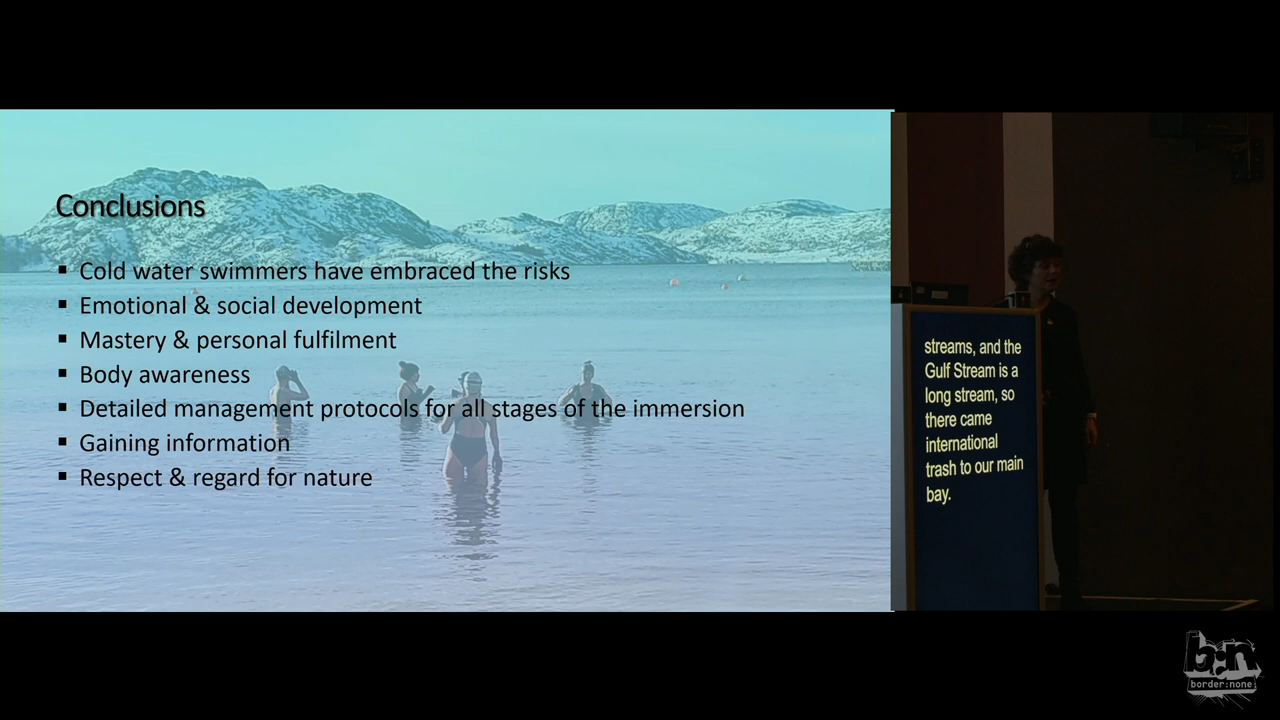 Conclusions
▪ Cold water swimmers have embraced the risks
▪ Emotional & social development
▪ Mastery & personal fulfilment
▪ Body awareness
▪ Detailed management protocols for all stages of the immersion
▪ Gaining information
▪ Respect & regard for nature
streams, and the
Gulf Stream is a
long stream, so
there came
international
trash to our main
bay.
b:n
border:none